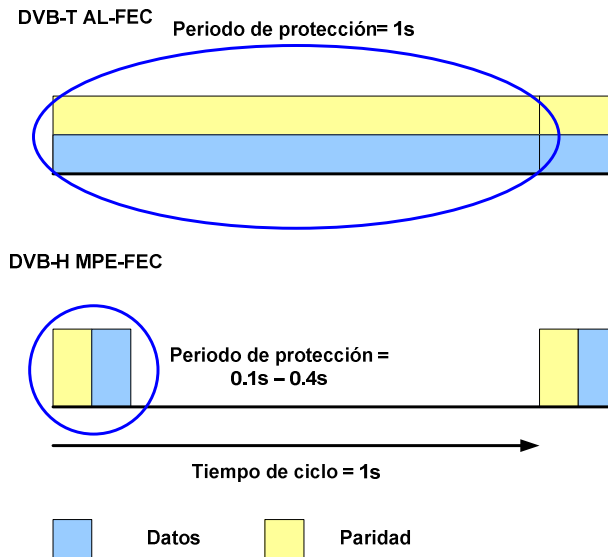 DVB-T AL-FEC
Periodo de protección= 1s
DVB-H MPE-FEC
Periodo de protección =
0.1s – 0.4s
Tiempo de ciclo = 1s
Datos
Paridad